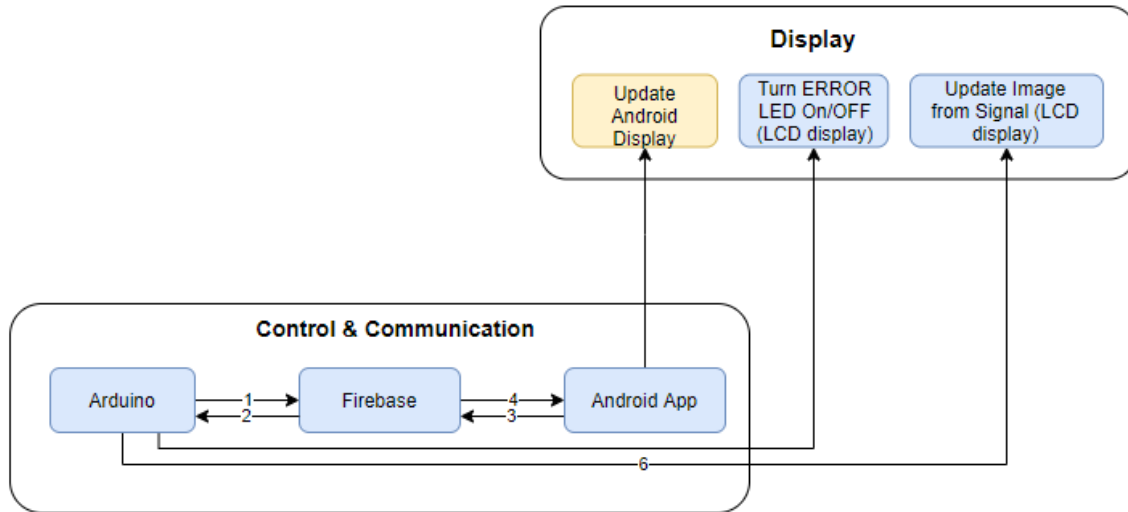 Display
Update
Android
Display
Turn ERROR
LED On/OFF
(LCD display)
Update Image
from Signal (LCD
display)
Control & Communication
Arduino
1
2
Firebase
4
3
Android App
6